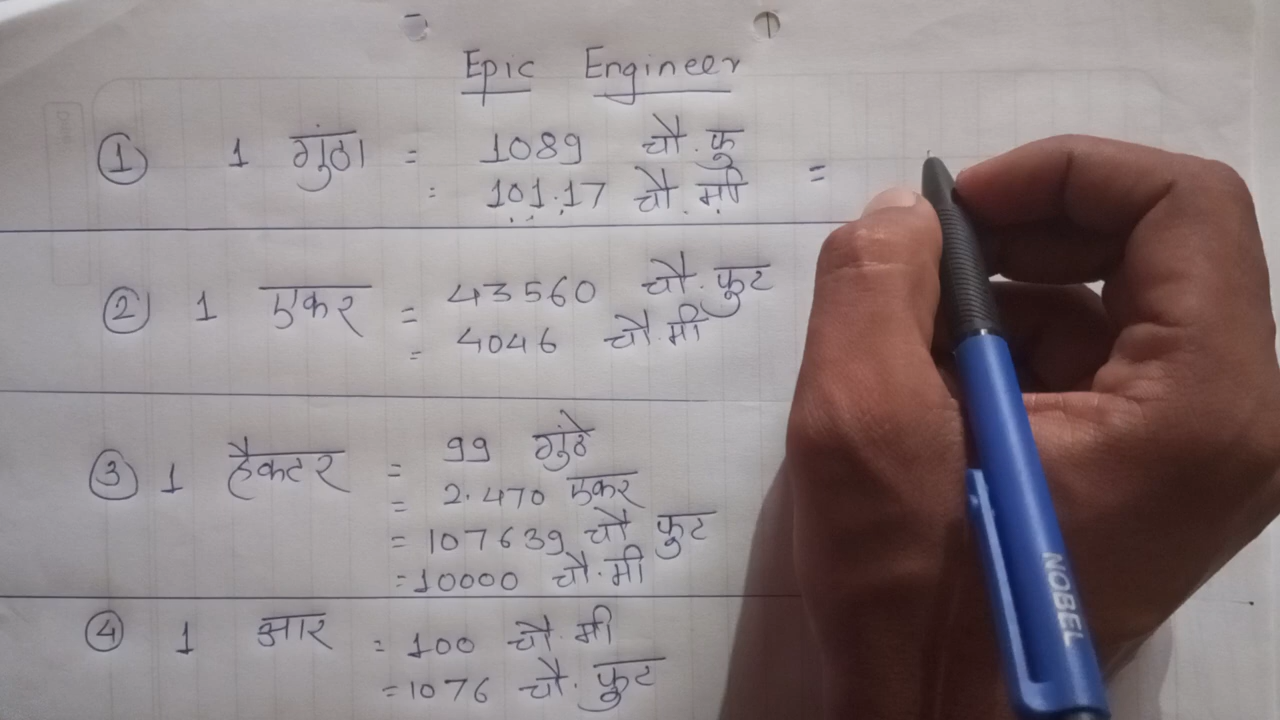 Epic Engineer
① 1 गुंठा = 1089 चौ. फु
= 101.17 चौ. मी =
② 1 एकर = 43560 चौ. फुट
= 4046 चौ. मी
③ 1 हैकटर = 99 गुंठे
= 2.470 एकर
= 107639 चौ फुट
= 10000 चौ. मी
④ 1 आर = 100 चौ. मी
= 1076 चौ. फुट
NOBEL